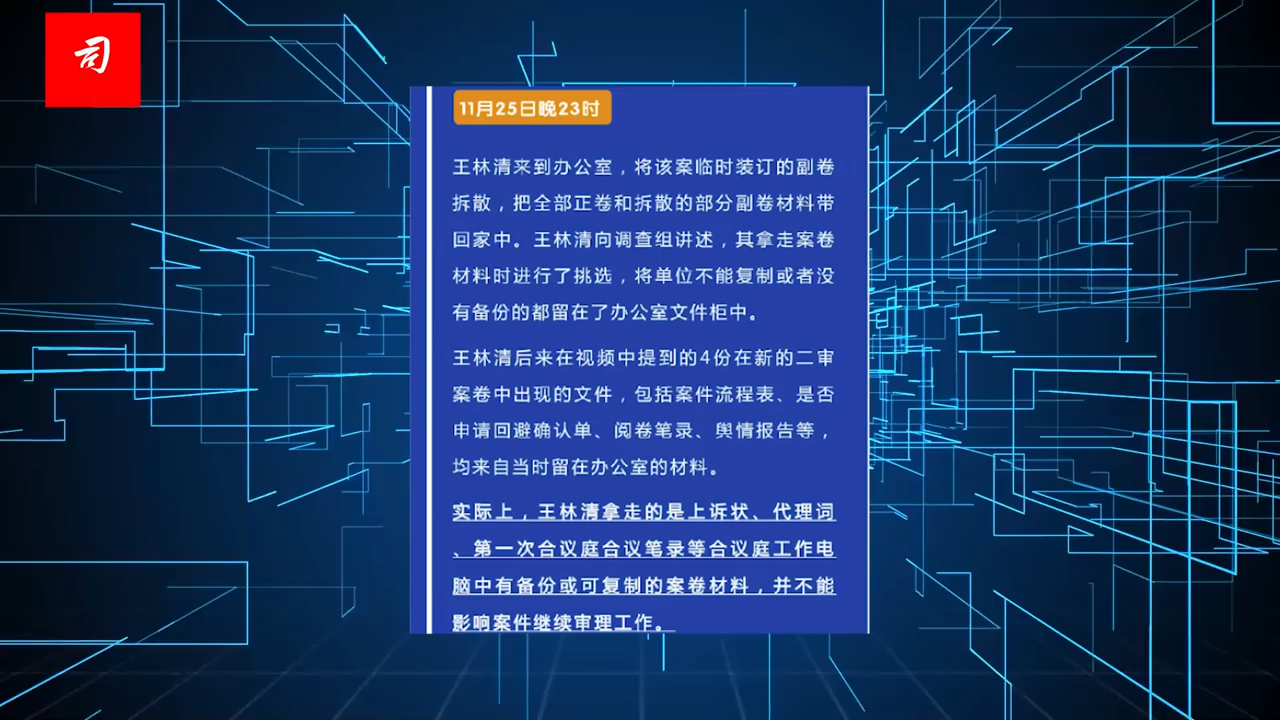 司
11月25日晚23时
王林清来到办公室，将该案临时装订的副卷
拆散，把全部正卷和拆散的部分副卷材料带
回家中。王林清向调查组讲述，其拿走案卷
材料时进行了挑选，将单位不能复制或者没
有备份的都留在了办公室文件柜中。
王林清后来在视频中提到的4份在新的二审
案卷中出现的文件，包括案件流程表、是否
申请回避确认单、阅卷笔录、舆情报告等，
均来自当时留在办公室的材料。
实际上，王林清拿走的是上诉状、代理词
、第一次合议庭合议笔录等合议庭工作电
脑中有备份或可复制的案卷材料，并不能
影响案件继续审理工作。